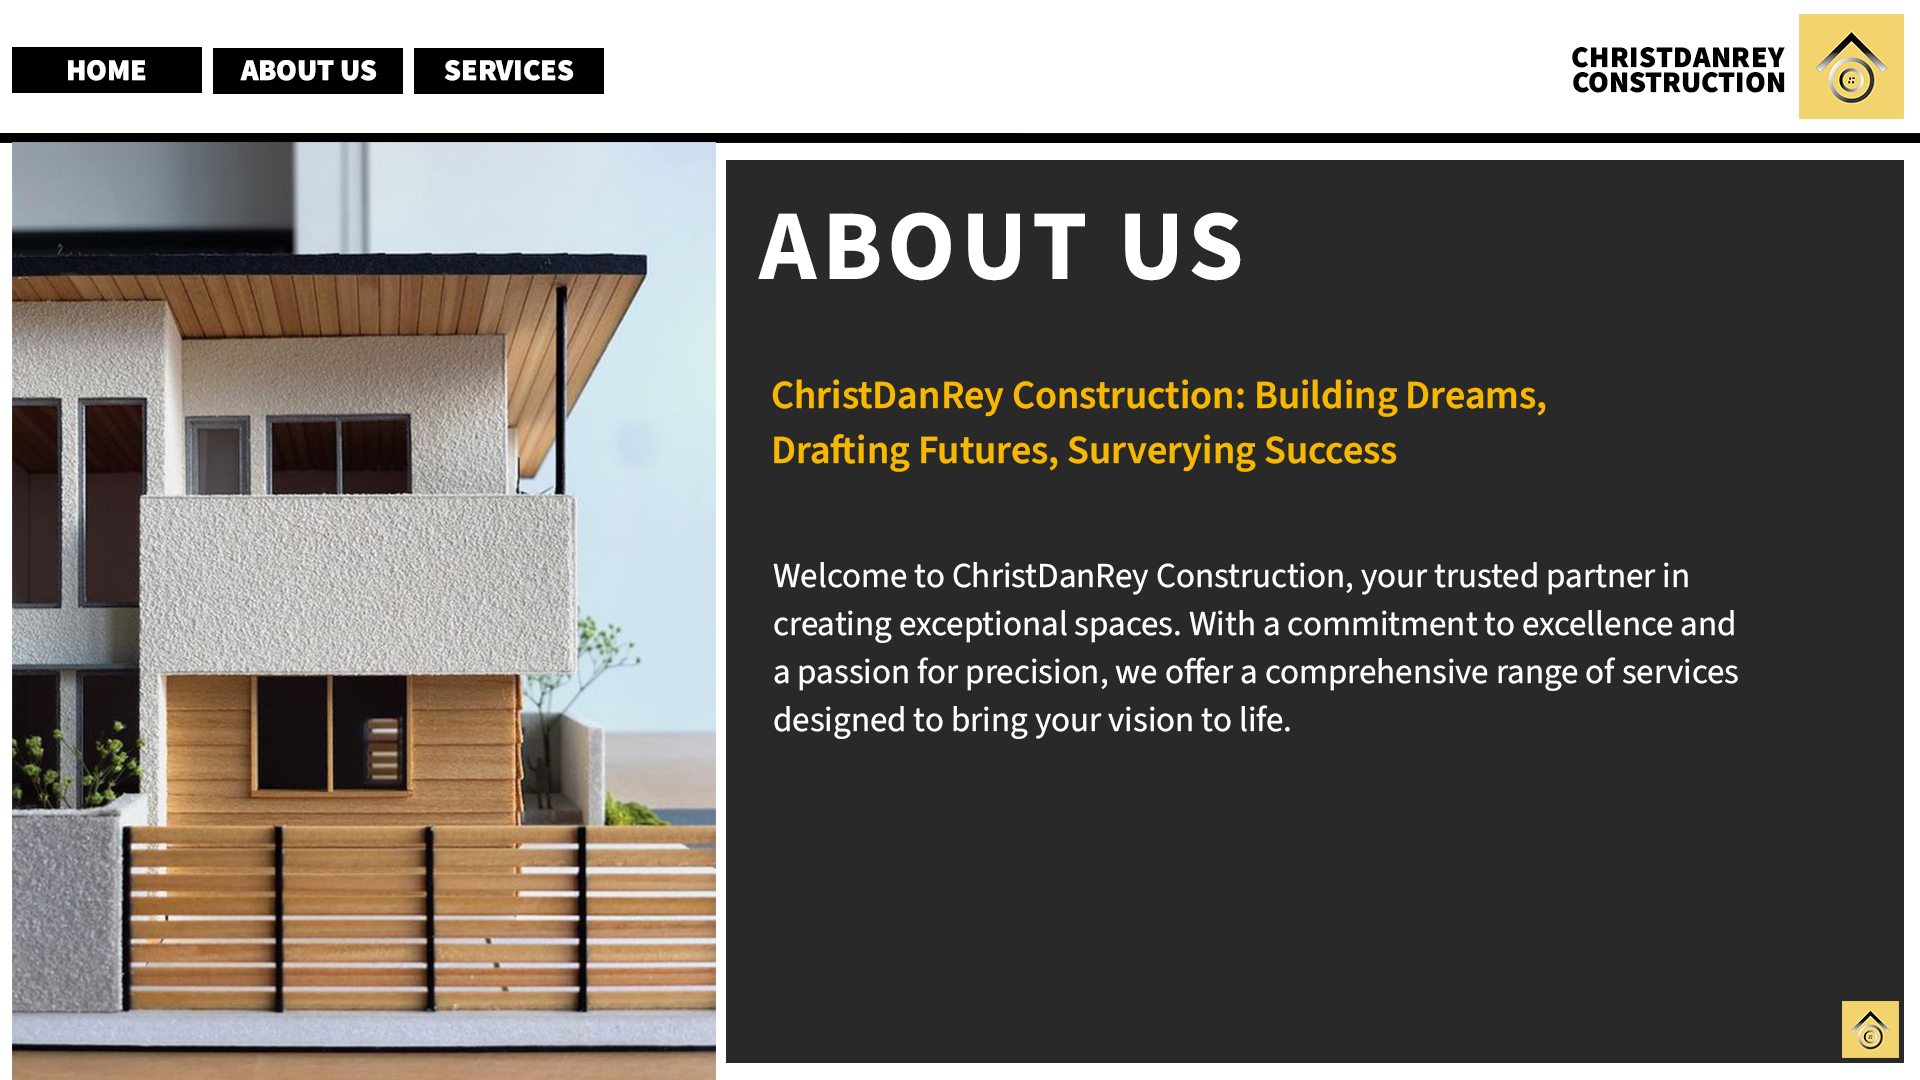 HOME
ABOUT US
SERVICES
CHRISTDANREY
CONSTRUCTION
ABOUT US
ChristDanRey Construction: Building Dreams,
Drafting Futures, Surverying Success
Welcome to ChristDanRey Construction, your trusted partner in
creating exceptional spaces. With a commitment to excellence and
a passion for precision, we offer a comprehensive range of services
designed to bring your vision to life.